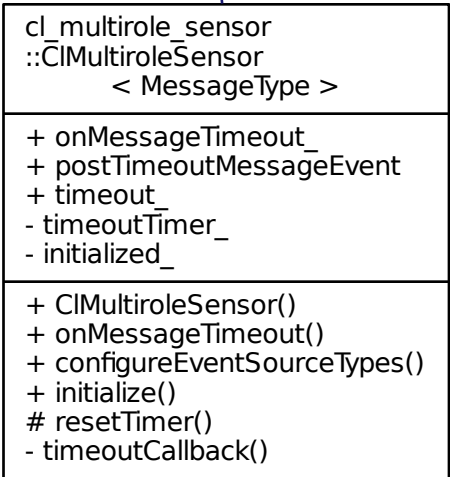 cl_multirole_sensor
::ClMultiroleSensor
< MessageType >
+ onMessageTimeout_
+ postTimeoutMessageEvent
+ timeout_
- timeoutTimer_
- initialized_
+ ClMultiroleSensor()
+ onMessageTimeout()
+ configureEventSourceTypes()
+ initialize()
# resetTimer()
- timeoutCallback()